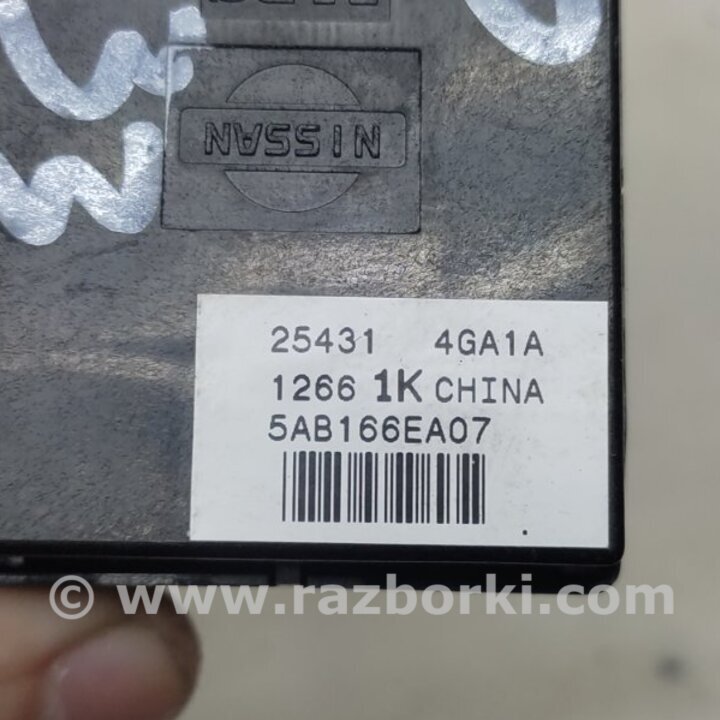 NISSAN
25431 4GA1A
1266 1K CHINA
5AB166EA07
© www.razborki.com